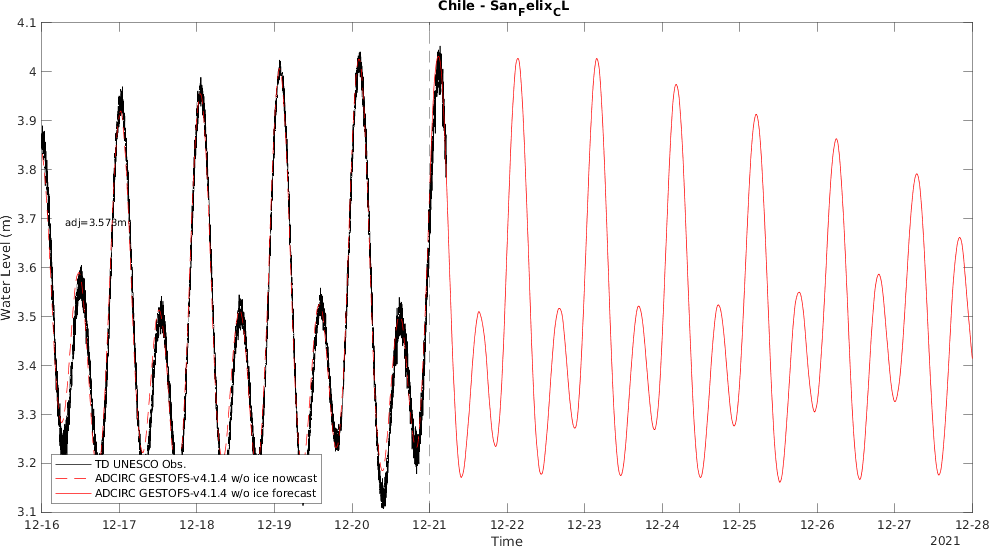 Chile - SanFelixCL
4.1
4
3.9
3.8
3.7
3.6
3.5
3.4
3.3
3.2
3.1
Water Level (m)
adj=3.573m
TD UNESCO Obs.
ADCIRC GESTOFS-v4.1.4 w/o ice nowcast
ADCIRC GESTOFS-v4.1.4 w/o ice forecast
12-16 12-17 12-18 12-19 12-20 12-21 12-22 12-23 12-24 12-25 12-26 12-27 12-28
Time
2021